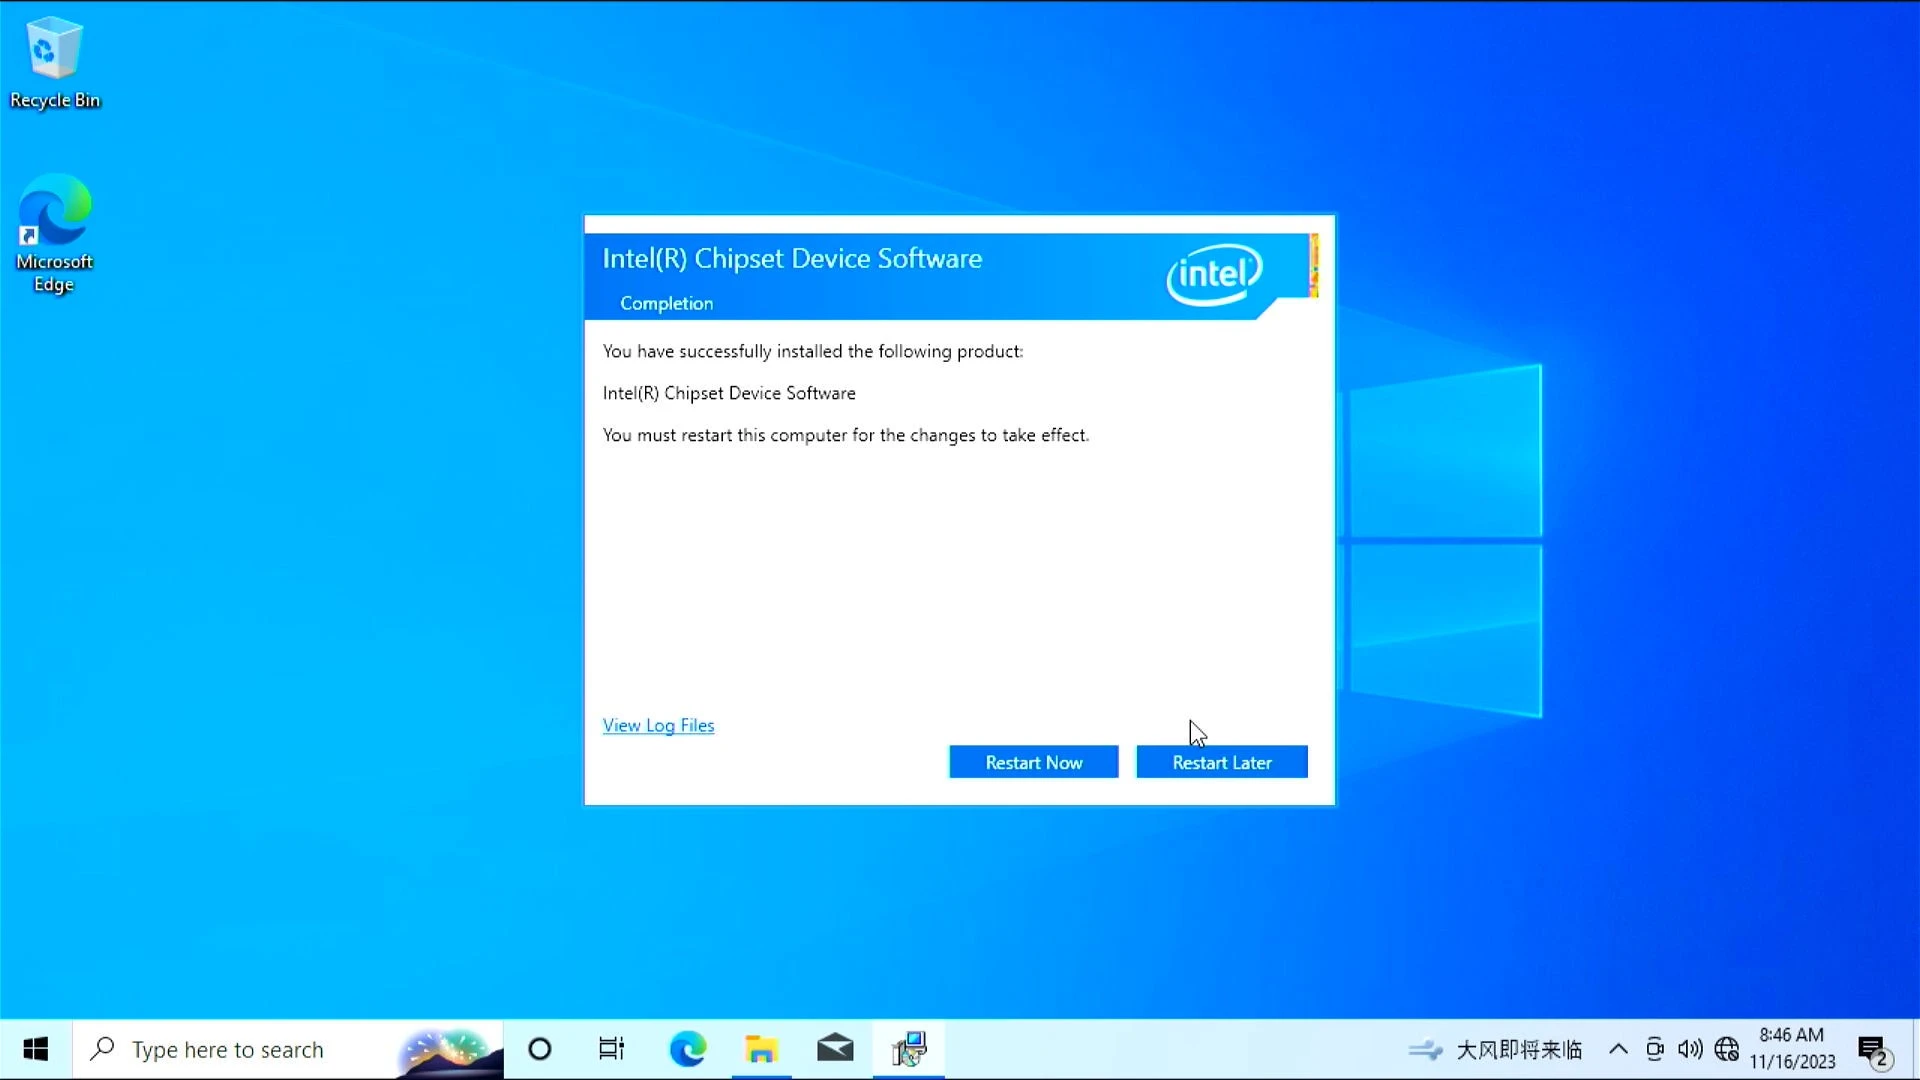 Recycle Bin
Microsoft
Edge
Intel(R) Chipset Device Software
intel
Completion
You have successfully installed the following product:
Intel(R) Chipset Device Software
You must restart this computer for the changes to take effect.
View Log Files
Restart Now
Restart Later
Type here to search
大风即将来临
8:46 AM
11/16/2023
2